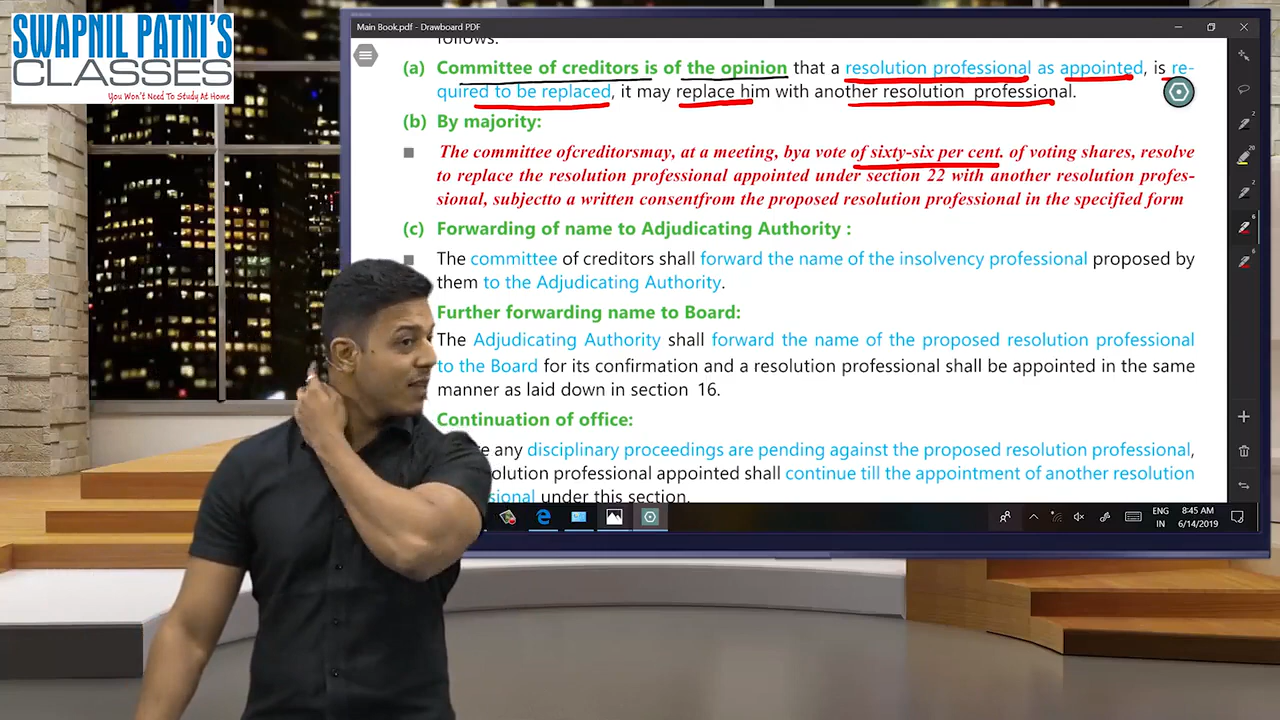 SWAPNIL PATNI'S
CLASSES
You Won't Need To Study At Home
Main Book.pdf - Drawboard PDF
follows.
(a) Committee of creditors is of the opinion that a resolution professional as appointed, is re-
quired to be replaced, it may replace him with another resolution professional.
(b) By majority:
The committee ofcreditorsmay, at a meeting, bya vote of sixty-six per cent. of voting shares, resolve
to replace the resolution professional appointed under section 22 with another resolution profes-
sional, subjectto a written consentfrom the proposed resolution professional in the specified form
(c) Forwarding of name to Adjudicating Authority :
The committee of creditors shall forward the name of the insolvency professional proposed by
them to the Adjudicating Authority.
Further forwarding name to Board:
The Adjudicating Authority shall forward the name of the proposed resolution professional
to the Board for its confirmation and a resolution professional shall be appointed in the same
manner as laid down in section 16.
Continuation of office:
any disciplinary proceedings are pending against the proposed resolution professional,
professional appointed shall continue till the appointment of another resolution
under this section.
ENG
IN
8:45 AM
6/14/2019